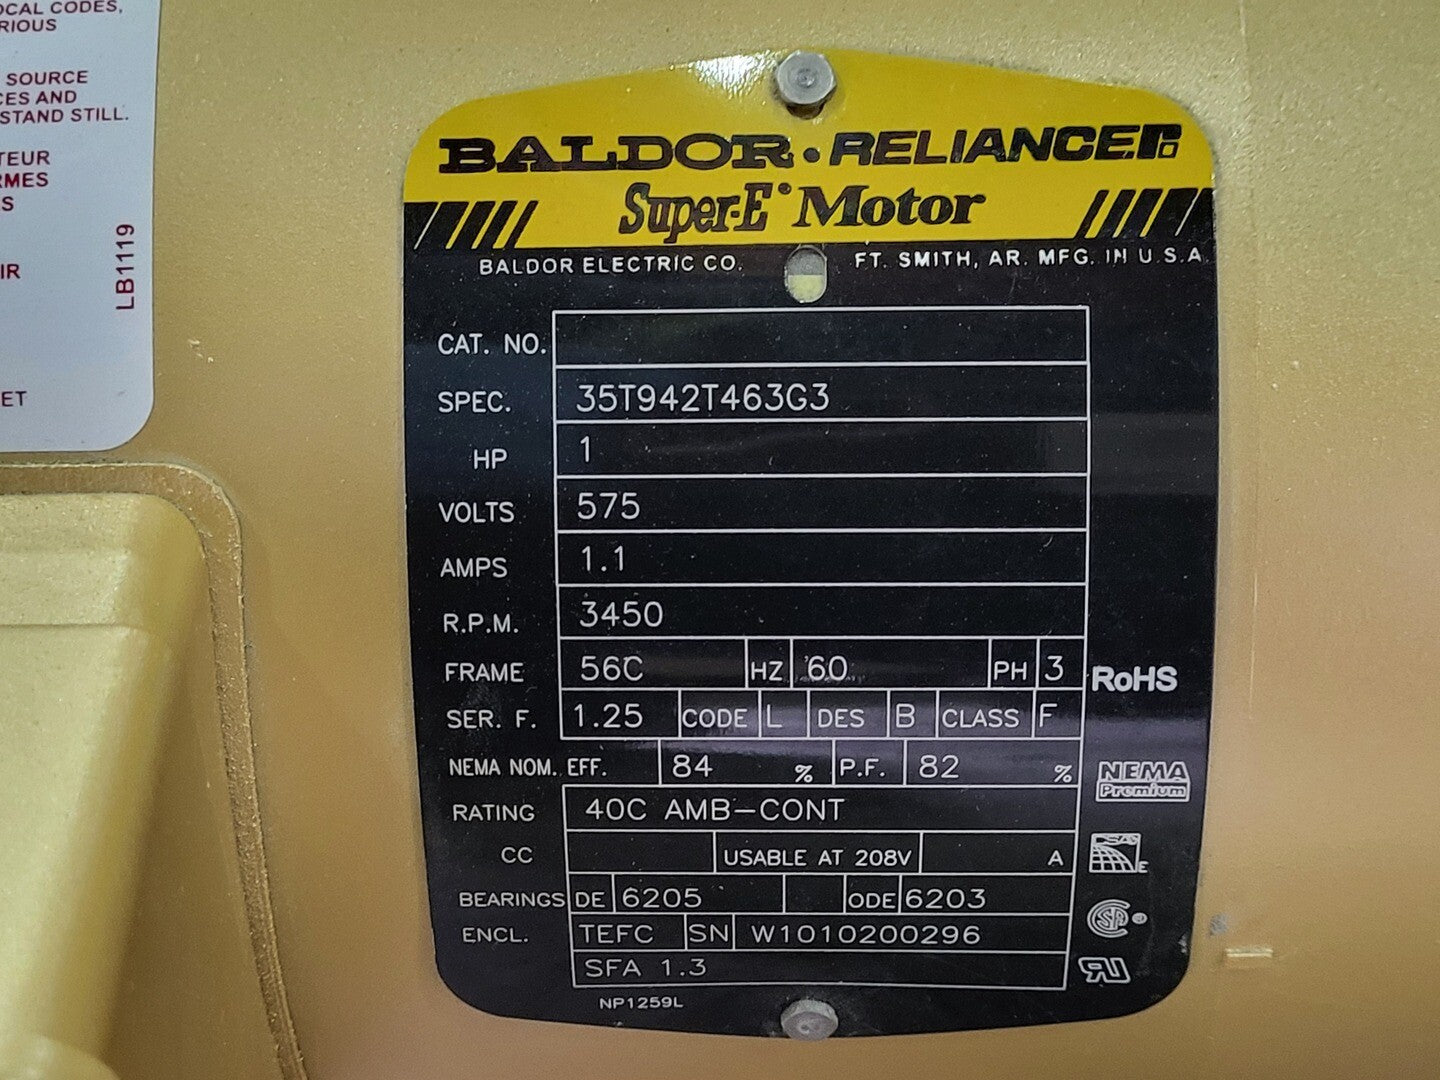 OCAL CODES,
RIOUS
SOURCE
CES AND
STAND STILL.
TEUR
RMES
S
IR
ET
LB1119
BALDOR • RELIANCER
Super-E® Motor
BALDOR ELECTRIC CO. FT. SMITH, AR. MFG. IN U.S.A.
CAT. NO.
SPEC. 35T942T463G3
HP 1
VOLTS 575
AMPS 1.1
R.P.M. 3450
FRAME 56C HZ 60 PH 3
RoHS
SER. F. 1.25 CODE L DES B CLASS F
NEMA NOM. EFF. 84 % P.F. 82 %
NEMA
Premium
RATING 40C AMB-CONT
CC USABLE AT 208V A
CSA E
BEARINGS DE 6205 ODE 6203
ENCL. TEFC SN W1010200296
SA ®
SFA 1.3
RU
NP1259L